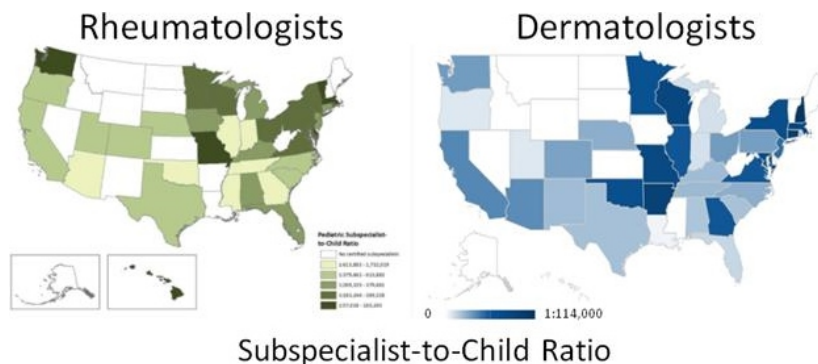 Rheumatologists
Dermatologists
Pediatric Subspecialist-
to-Child Ratio
No certified subspecialist
0
1:114,000
Subspecialist-to-Child Ratio